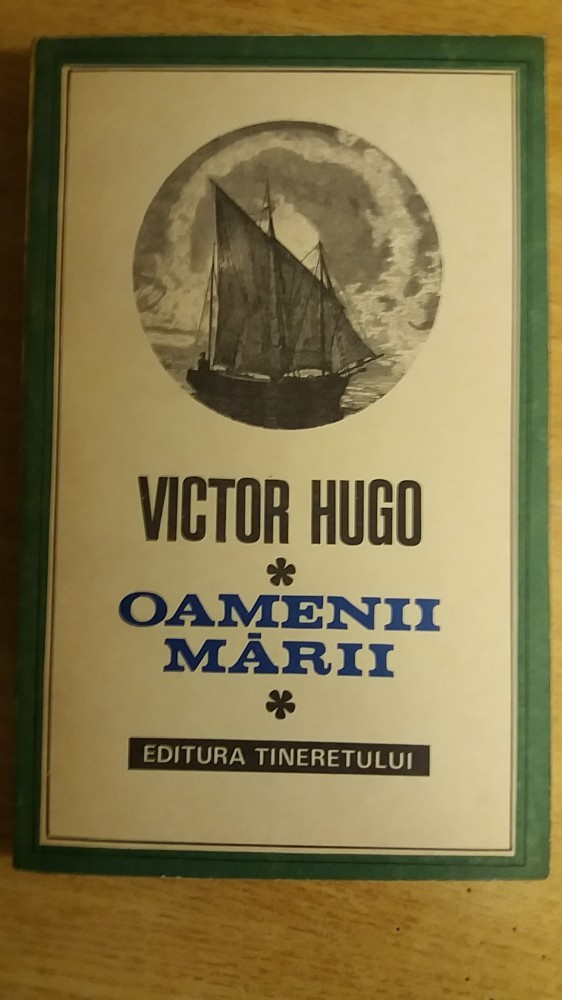 VICTOR HUGO
*
OAMENII
MĂRII
*
EDITURA TINERETULUI